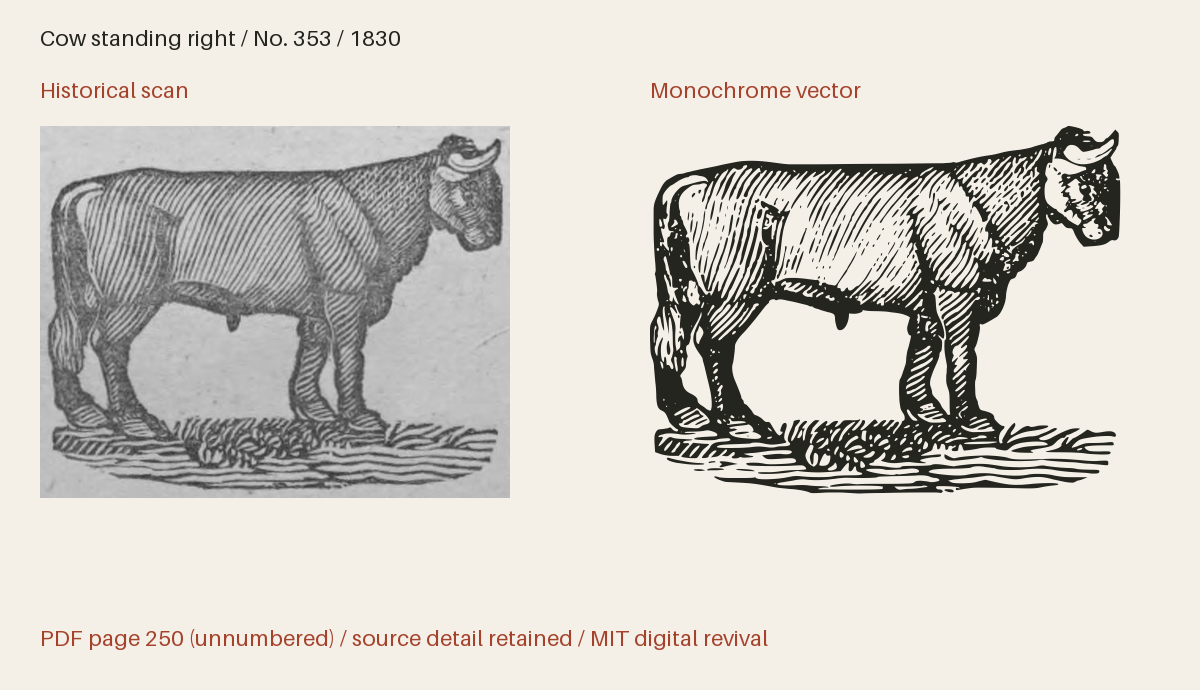 Cow standing right / No. 353 / 1830
Historical scan
Monochrome vector
PDF page 250 (unnumbered) / source detail retained / MIT digital revival